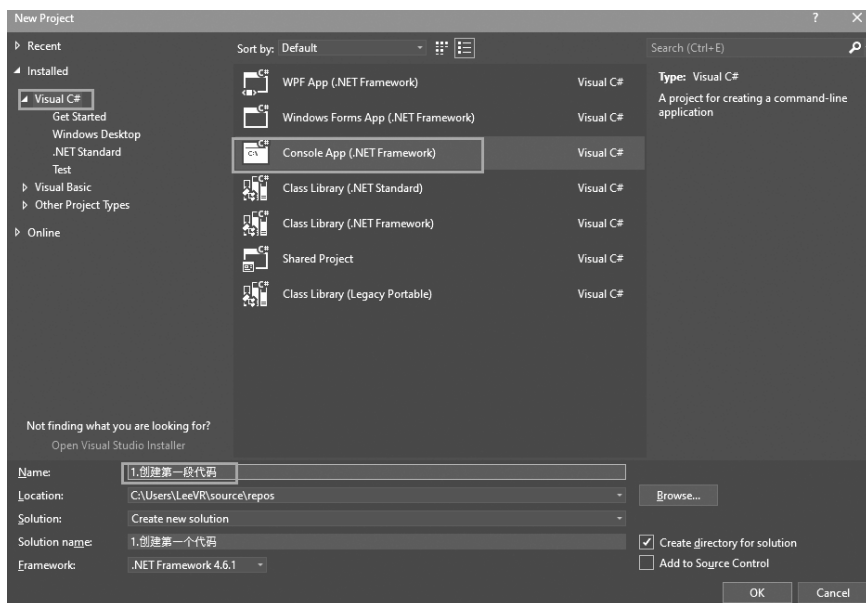 New Project
? ×
Recent
Installed
Visual C#
Get Started
Windows Desktop
.NET Standard
Test
Visual Basic
Other Project Types
Online
Not finding what you are looking for?
Open Visual Studio Installer
Sort by: Default
WPF App (.NET Framework) Visual C#
Windows Forms App (.NET Framework) Visual C#
Console App (.NET Framework) Visual C#
Class Library (.NET Standard) Visual C#
Class Library (.NET Framework) Visual C#
Shared Project Visual C#
Class Library (Legacy Portable) Visual C#
Search (Ctrl+E)
Type: Visual C#
A project for creating a command-line
application
Name: 1.创建第一段代码
Location: C:\Users\LeeVR\source\repos Browse...
Solution: Create new solution
Solution name: 1.创建第一个代码 Create directory for solution
Framework: .NET Framework 4.6.1 Add to Source Control
OK Cancel